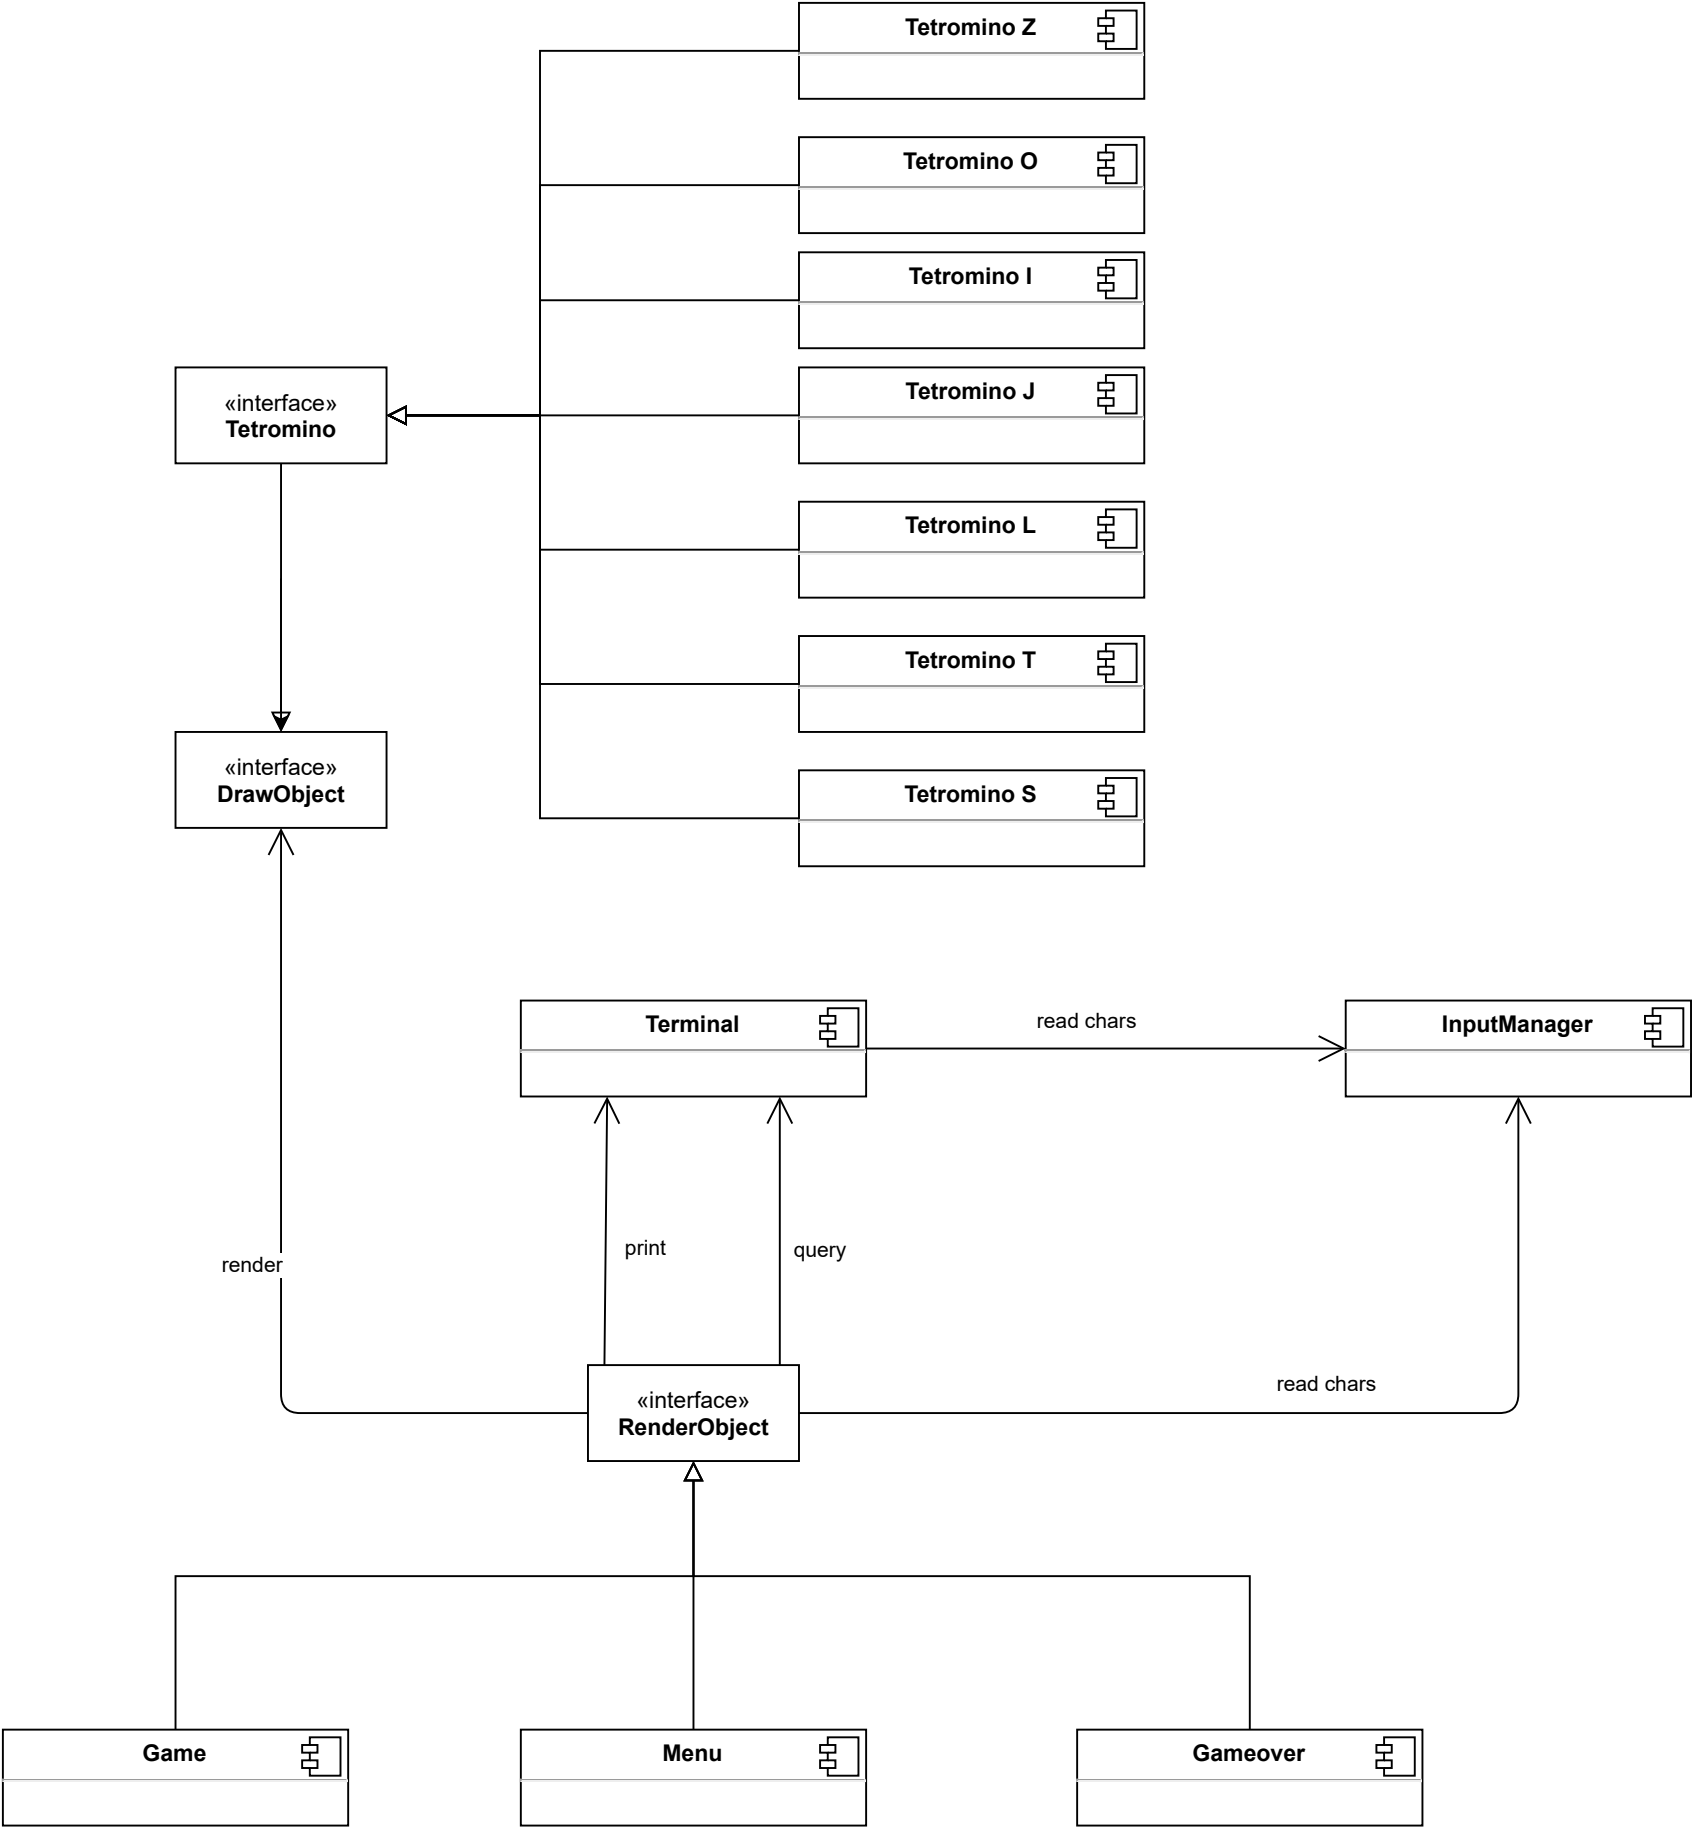 Tetromino Z
Tetromino O
Tetromino I
«interface»
Tetromino
Tetromino J
Tetromino L
Tetromino T
«interface»
DrawObject
Tetromino S
Terminal
read chars
InputManager
print
query
render
read chars
«interface»
RenderObject
Game
Menu
Gameover